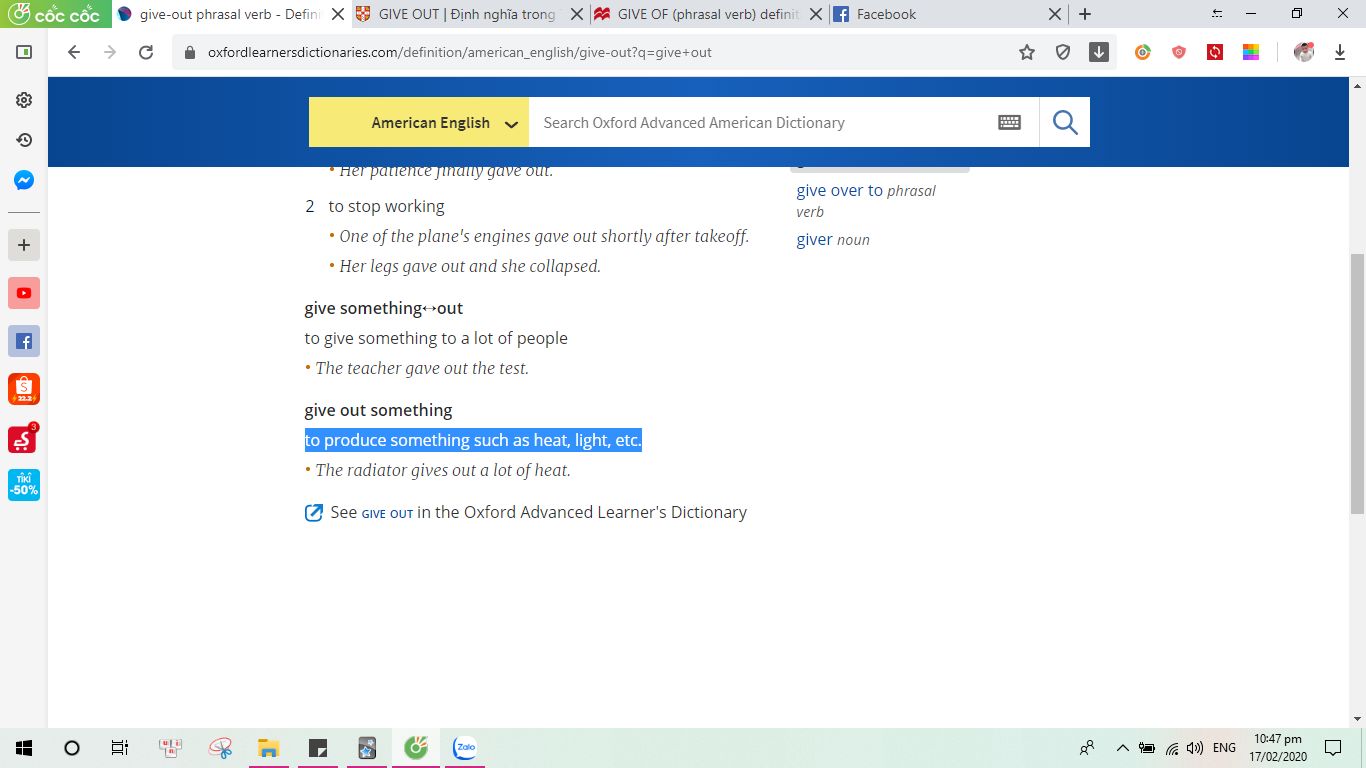 cốc cốc
give-out phrasal verb - Defini
GIVE OUT | Định nghĩa trong
GIVE OF (phrasal verb) definit
Facebook
oxfordlearnersdictionaries.com/definition/american_english/give-out?q=give+out
American English
Search Oxford Advanced American Dictionary
• Her patience finally gave out.
2 to stop working
• One of the plane's engines gave out shortly after takeoff.
• Her legs gave out and she collapsed.
give something↔out
to give something to a lot of people
• The teacher gave out the test.
give out something
to produce something such as heat, light, etc.
• The radiator gives out a lot of heat.
See GIVE OUT in the Oxford Advanced Learner's Dictionary
give over to phrasal
verb
giver noun
22.2
3
TIKI
-50%
Zalo
ENG
10:47 pm
17/02/2020